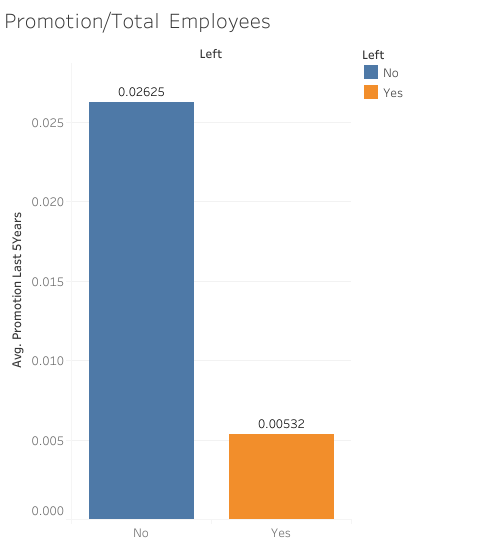 Promotion/Total Employees
Left
Left
No
Yes
0.02625
0.025
0.020
0.015
0.010
0.005
0.000
Avg. Promotion Last 5Years
0.00532
No
Yes